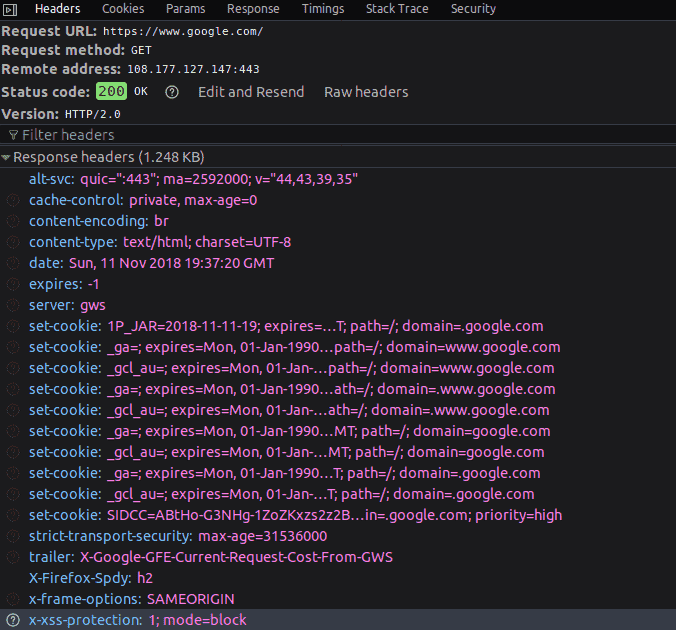 Headers Cookies Params Response Timings Stack Trace Security
Request URL: https://www.google.com/
Request method: GET
Remote address: 108.177.127.147:443
Status code: 200 OK ? Edit and Resend Raw headers
Version: HTTP/2.0
Filter headers
Response headers (1.248 KB)
alt-svc: quic=":443"; ma=2592000; v="44,43,39,35"
? cache-control: private, max-age=0
? content-encoding: br
? content-type: text/html; charset=UTF-8
? date: Sun, 11 Nov 2018 19:37:20 GMT
? expires: -1
? server: gws
? set-cookie: 1P_JAR=2018-11-11-19; expires=…T; path=/; domain=.google.com
? set-cookie: _ga=; expires=Mon, 01-Jan-1990…path=/; domain=www.google.com
? set-cookie: _gcl_au=; expires=Mon, 01-Jan-…path=/; domain=www.google.com
? set-cookie: _ga=; expires=Mon, 01-Jan-1990…ath=/; domain=.www.google.com
? set-cookie: _gcl_au=; expires=Mon, 01-Jan-…ath=/; domain=.www.google.com
? set-cookie: _ga=; expires=Mon, 01-Jan-1990…MT; path=/; domain=google.com
? set-cookie: _gcl_au=; expires=Mon, 01-Jan-…MT; path=/; domain=google.com
? set-cookie: _ga=; expires=Mon, 01-Jan-1990…T; path=/; domain=.google.com
? set-cookie: _gcl_au=; expires=Mon, 01-Jan-…T; path=/; domain=.google.com
? set-cookie: SIDCC=ABtHo-G3NHg-1ZoZKxzs2z2B…in=.google.com; priority=high
? strict-transport-security: max-age=31536000
? trailer: X-Google-GFE-Current-Request-Cost-From-GWS
X-Firefox-Spdy: h2
? x-frame-options: SAMEORIGIN
? x-xss-protection: 1; mode=block